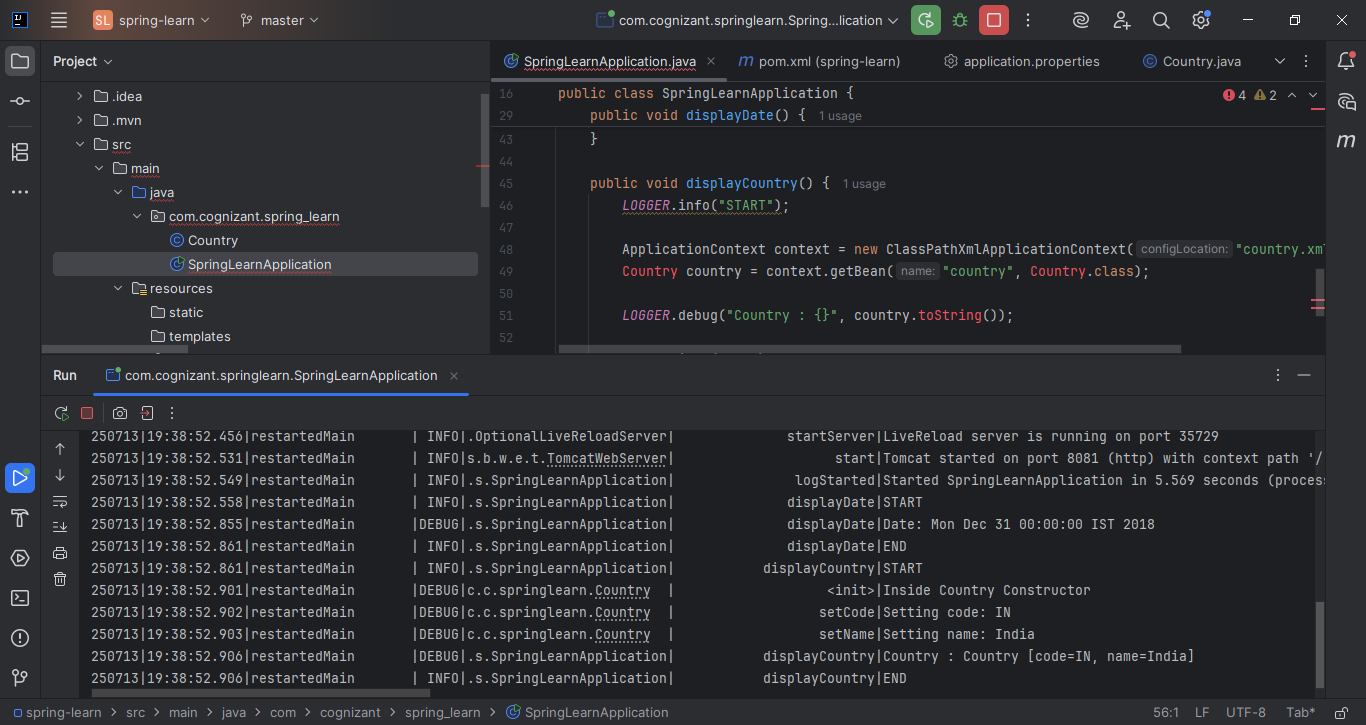 SL spring-learn master com.cognizant.springlearn.Spring...lication
Project
.idea
.mvn
src
main
java
com.cognizant.spring_learn
Country
SpringLearnApplication
resources
static
templates
SpringLearnApplication.java pom.xml (spring-learn) application.properties Country.java
4 2
16 public class SpringLearnApplication {
29 public void displayDate() { 1 usage
43 }
44
45 public void displayCountry() { 1 usage
46 LOGGER.info("START");
47
48 ApplicationContext context = new ClassPathXmlApplicationContext( configLocation: "country.xm
49 Country country = context.getBean( name: "country", Country.class);
50
51 LOGGER.debug("Country : {}", country.toString());
52
Run com.cognizant.springlearn.SpringLearnApplication
250713|19:38:52.456|restartedMain | INFO|.OptionalLiveReloadServer| startServer|LiveReload server is running on port 35729
250713|19:38:52.531|restartedMain | INFO|s.b.w.e.t.TomcatWebServer| start|Tomcat started on port 8081 (http) with context path '/
250713|19:38:52.549|restartedMain | INFO|.s.SpringLearnApplication| logStarted|Started SpringLearnApplication in 5.569 seconds (process
250713|19:38:52.558|restartedMain | INFO|.s.SpringLearnApplication| displayDate|START
250713|19:38:52.855|restartedMain |DEBUG|.s.SpringLearnApplication| displayDate|Date: Mon Dec 31 00:00:00 IST 2018
250713|19:38:52.861|restartedMain | INFO|.s.SpringLearnApplication| displayDate|END
250713|19:38:52.861|restartedMain | INFO|.s.SpringLearnApplication| displayCountry|START
250713|19:38:52.901|restartedMain |DEBUG|c.c.springlearn.Country | <init>|Inside Country Constructor
250713|19:38:52.902|restartedMain |DEBUG|c.c.springlearn.Country | setCode|Setting code: IN
250713|19:38:52.903|restartedMain |DEBUG|c.c.springlearn.Country | setName|Setting name: India
250713|19:38:52.906|restartedMain |DEBUG|.s.SpringLearnApplication| displayCountry|Country : Country [code=IN, name=India]
250713|19:38:52.906|restartedMain | INFO|.s.SpringLearnApplication| displayCountry|END
spring-learn > src > main > java > com > cognizant > spring_learn > SpringLearnApplication 56:1 LF UTF-8 Tab*